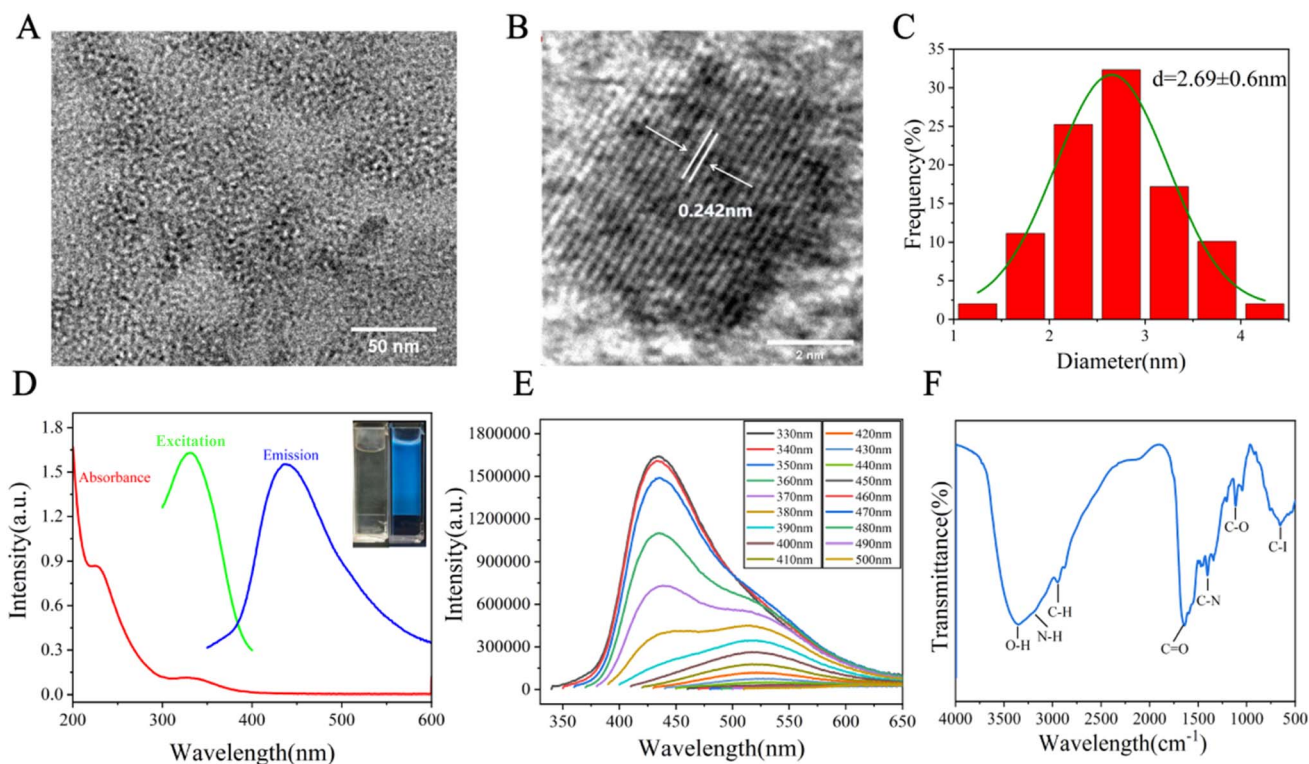 A
50 nm
B
0.242nm
2 nm
C
d=2.69±0.6nm
Frequency(%)
35
30
25
20
15
10
5
0
1 2 3 4
Diameter(nm)
D
Intensity(a.u.)
1.8
1.5
1.2
0.9
0.6
0.3
0.0
Absorbance
Excitation
Emission
200 300 400 500 600
Wavelength(nm)
E
Intensity(a.u.)
1800000
1500000
1200000
900000
600000
300000
0
330nm 420nm
340nm 430nm
350nm 440nm
360nm 450nm
370nm 460nm
380nm 470nm
390nm 480nm
400nm 490nm
410nm 500nm
350 400 450 500 550 600 650
Wavelength(nm)
F
Transmittance(%)
O-H
N-H
C-H
C=O
C-N
C-O
C-I
4000 3500 3000 2500 2000 1500 1000 500
Wavelength(cm⁻¹)